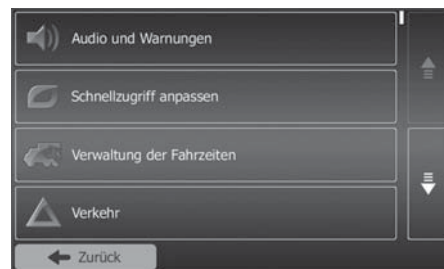 Audio und Warnungen
Schnellzugriff anpassen
Verwaltung der Fahrzeiten
Verkehr
Zurück